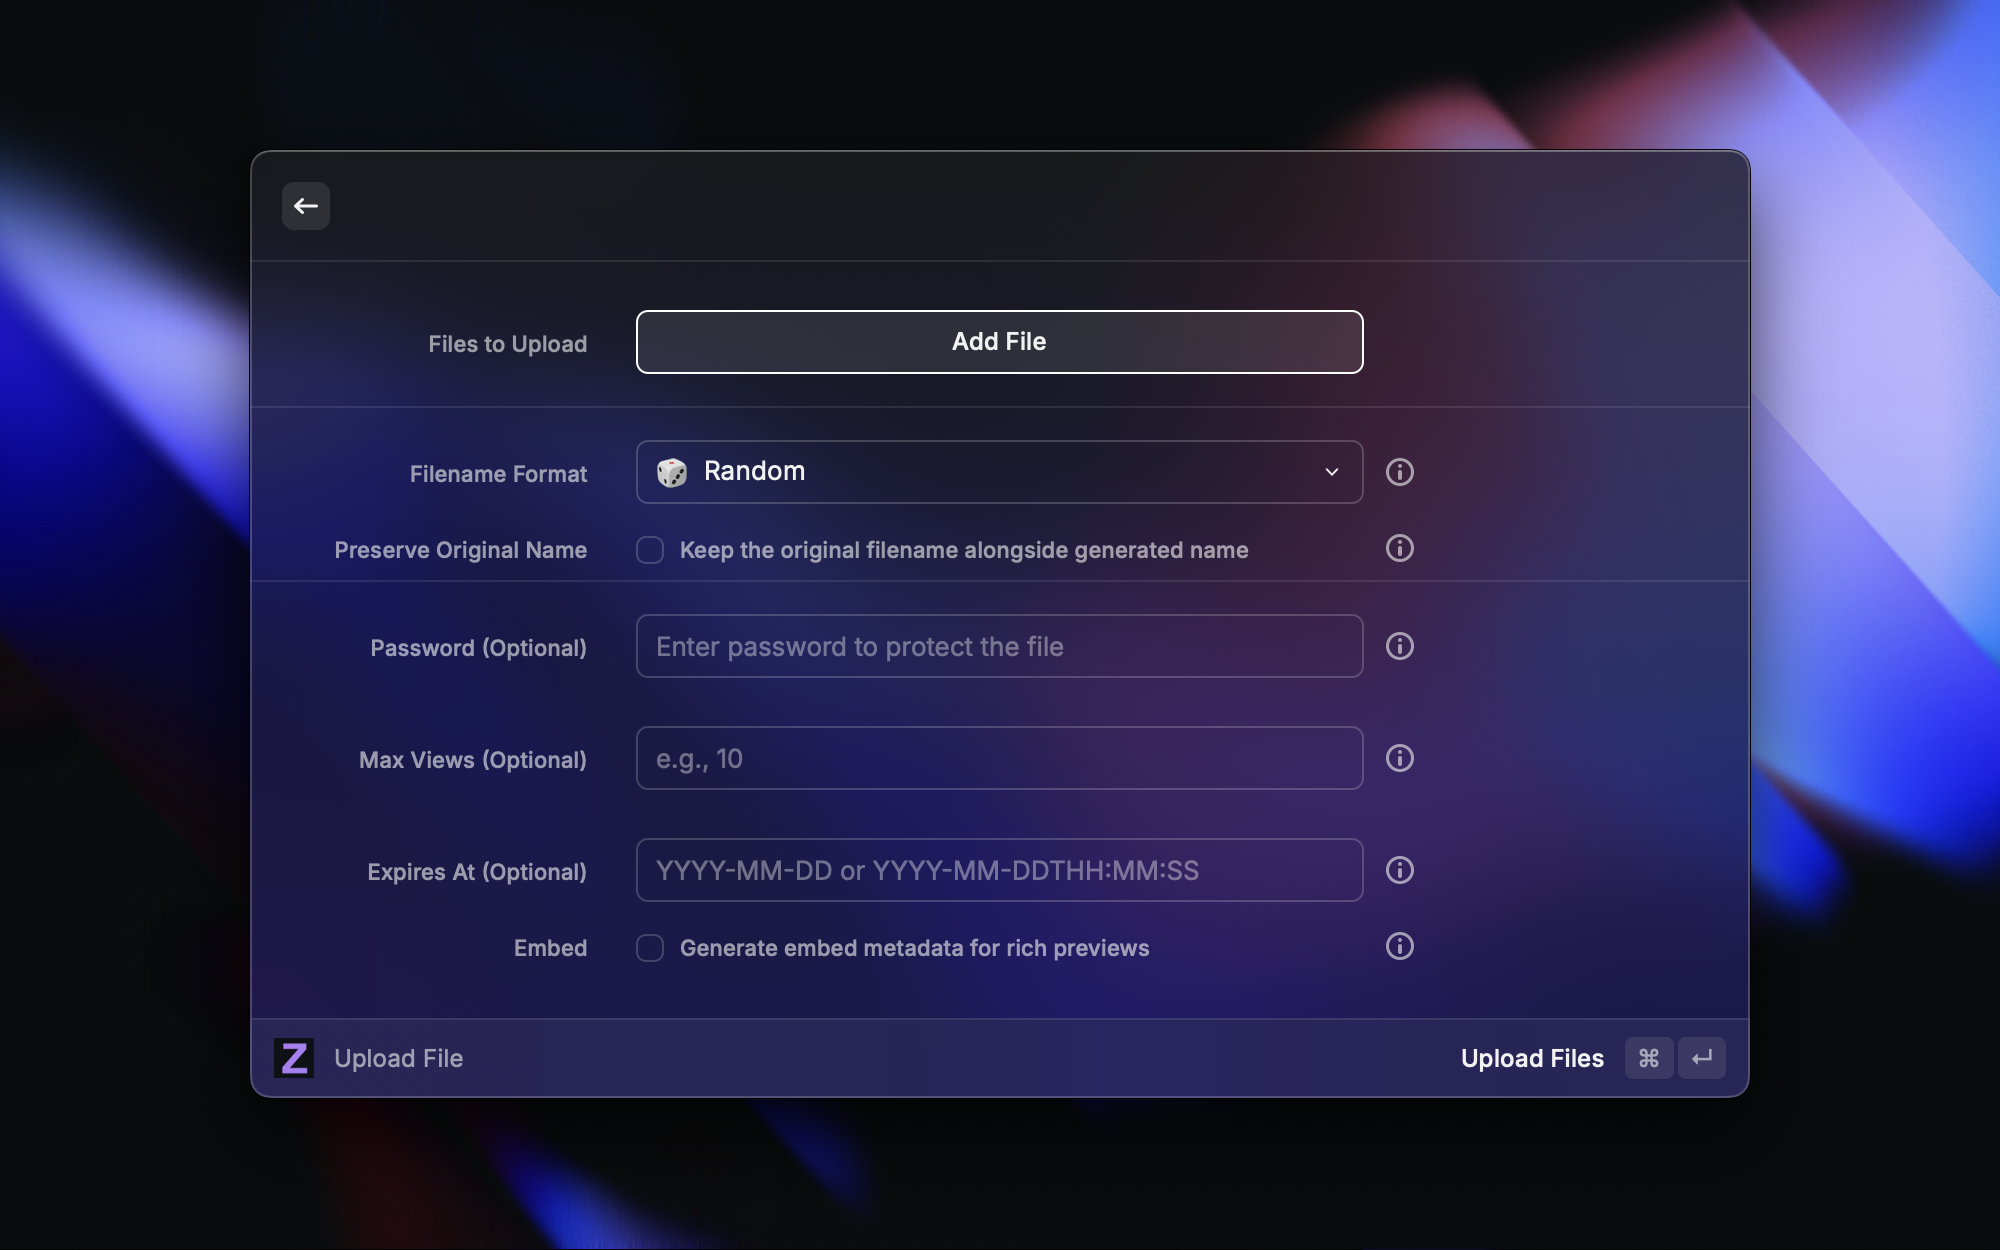 Files to Upload
Add File
Filename Format
Random
Preserve Original Name
Keep the original filename alongside generated name
Password (Optional)
Enter password to protect the file
Max Views (Optional)
e.g., 10
Expires At (Optional)
YYYY-MM-DD or YYYY-MM-DDTHH:MM:SS
Embed
Generate embed metadata for rich previews
Z
Upload File
Upload Files ⌘ ↵